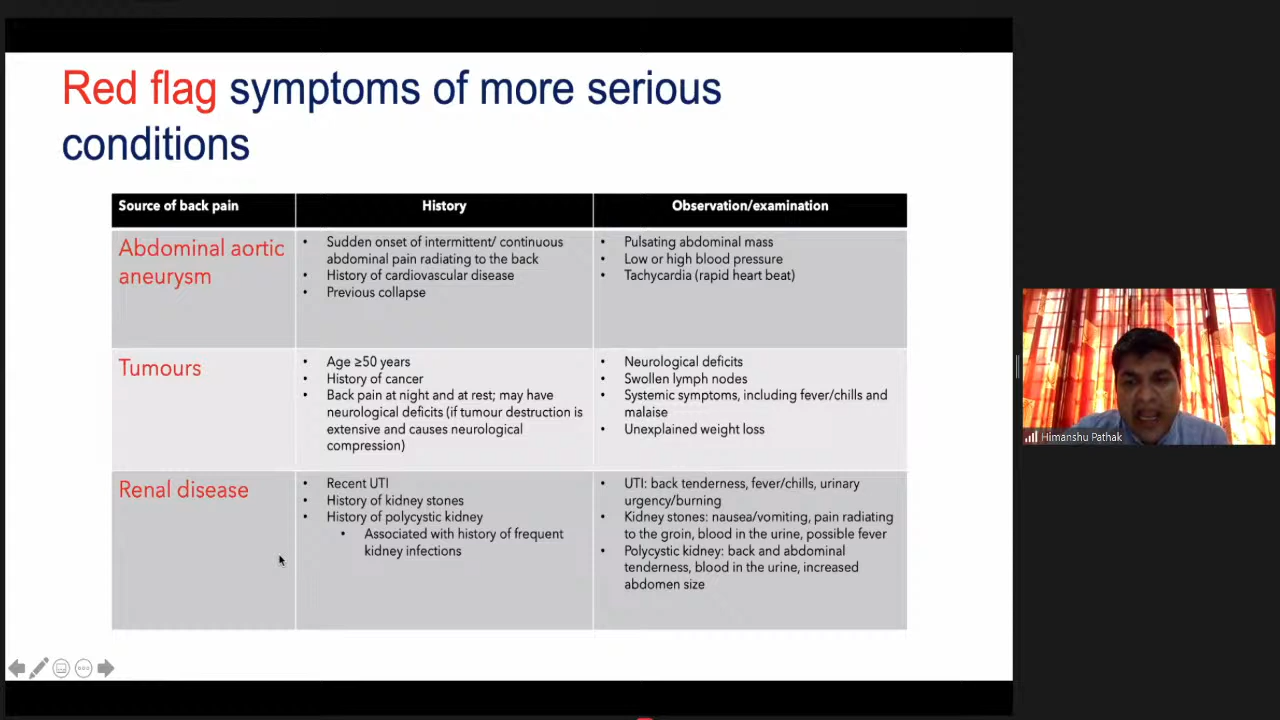 Red flag symptoms of more serious
conditions
Source of back pain
History
Observation/examination
Abdominal aortic
aneurysm
• Sudden onset of intermittent/ continuous
abdominal pain radiating to the back
• History of cardiovascular disease
• Previous collapse
• Pulsating abdominal mass
• Low or high blood pressure
• Tachycardia (rapid heart beat)
Tumours
• Age ≥50 years
• History of cancer
• Back pain at night and at rest; may have
neurological deficits (if tumour destruction is
extensive and causes neurological
compression)
• Neurological deficits
• Swollen lymph nodes
• Systemic symptoms, including fever/chills and
malaise
• Unexplained weight loss
Renal disease
• Recent UTI
• History of kidney stones
• History of polycystic kidney
• Associated with history of frequent
kidney infections
• UTI: back tenderness, fever/chills, urinary
urgency/burning
• Kidney stones: nausea/vomiting, pain radiating
to the groin, blood in the urine, possible fever
• Polycystic kidney: back and abdominal
tenderness, blood in the urine, increased
abdomen size
Himanshu Pathak